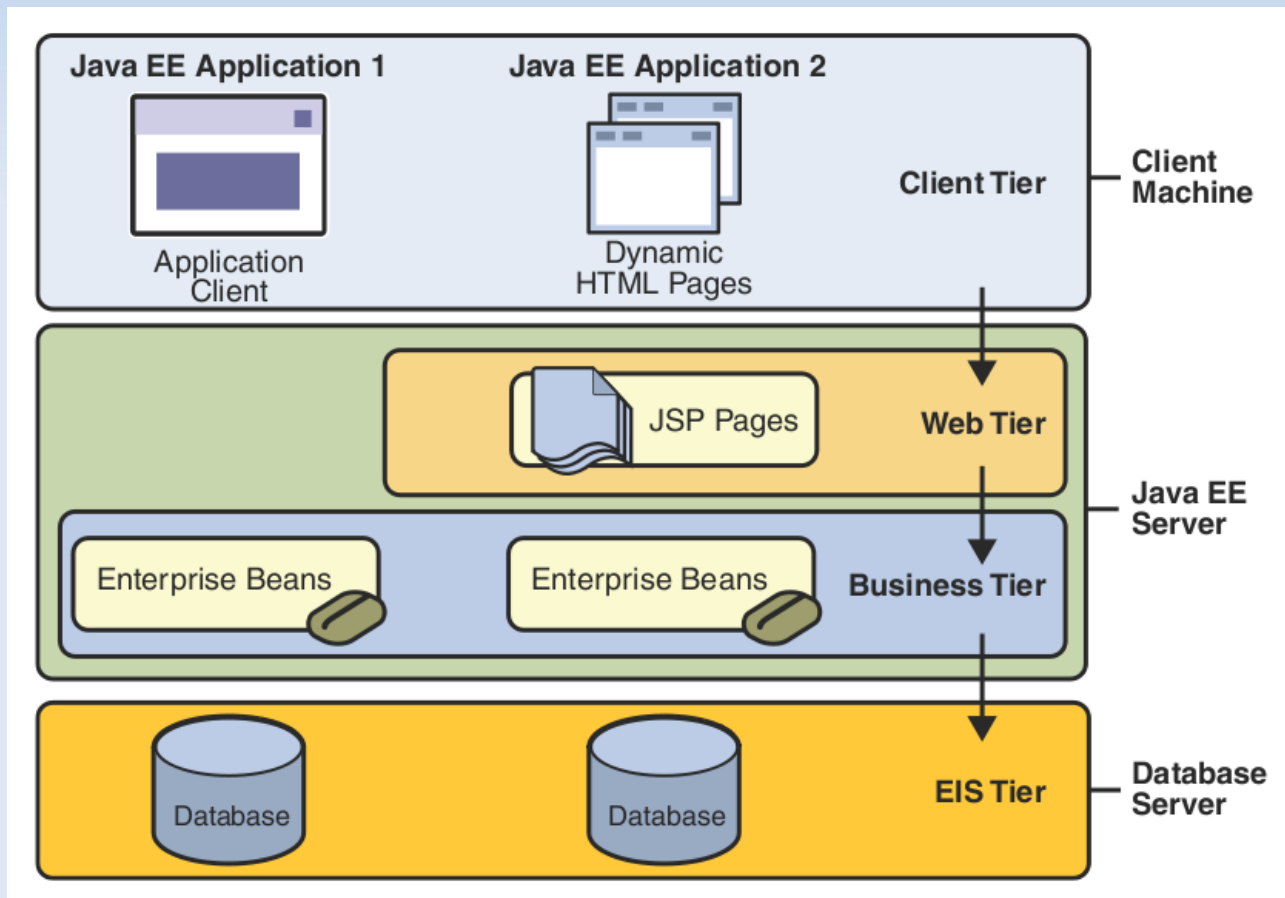 Java EE Application 1
Java EE Application 2
Application
Client
Dynamic
HTML Pages
Client Tier
Client
Machine
JSP Pages
Web Tier
Java EE
Server
Enterprise Beans
Enterprise Beans
Business Tier
Database
Database
EIS Tier
Database
Server